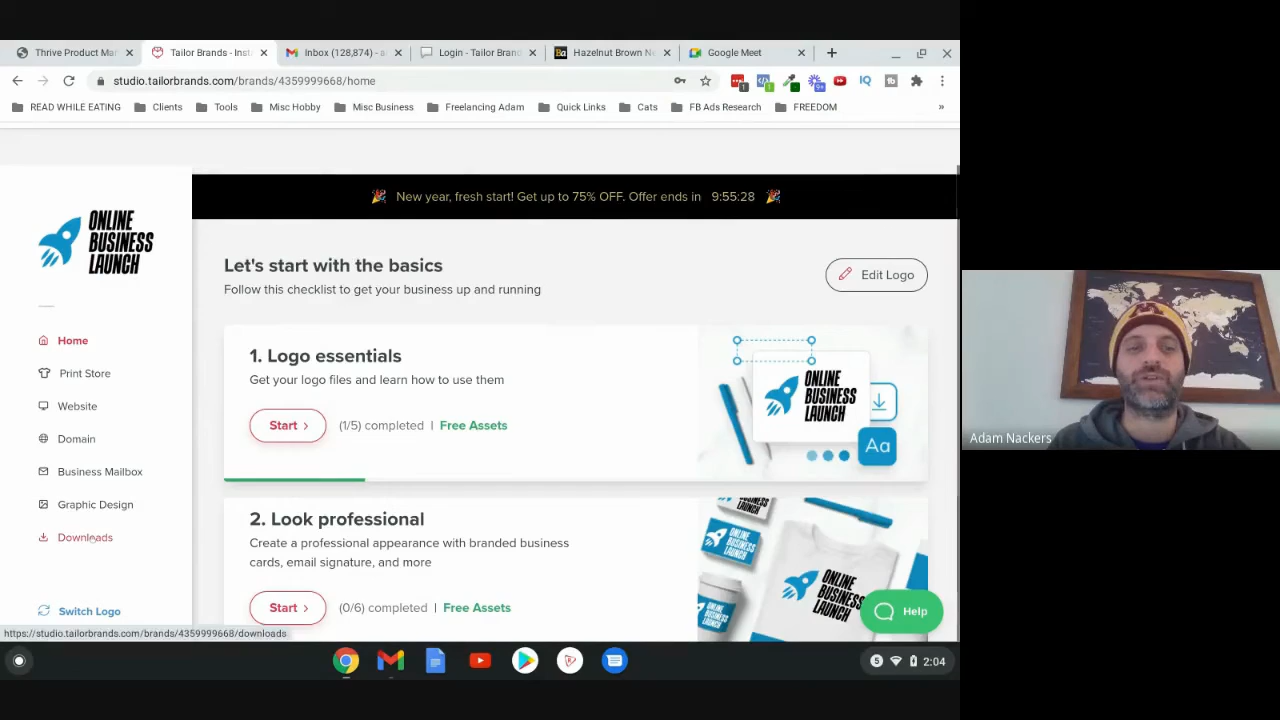 Thrive Product Mar
Tailor Brands - Inst
Inbox (128,874) - a
Login - Tailor Brand
Hazelnut Brown Ne
Google Meet
studio.tailorbrands.com/brands/4359999668/home
READ WHILE EATING
Clients
Tools
Misc Hobby
Misc Business
Freelancing Adam
Quick Links
Cats
FB Ads Research
FREEDOM
»
New year, fresh start! Get up to 75% OFF. Offer ends in 9:55:28
ONLINE
BUSINESS
LAUNCH
Home
Print Store
Website
Domain
Business Mailbox
Graphic Design
Downloads
Switch Logo
Let's start with the basics
Follow this checklist to get your business up and running
Edit Logo
1. Logo essentials
Get your logo files and learn how to use them
Start
(1/5) completed | Free Assets
ONLINE
BUSINESS
LAUNCH
Aa
2. Look professional
Create a professional appearance with branded business
cards, email signature, and more
Start
(0/6) completed | Free Assets
ONLINE
BUSINESS
LAUNCH
Help
https://studio.tailorbrands.com/brands/4359999668/downloads
5
2:04
Adam Nackers